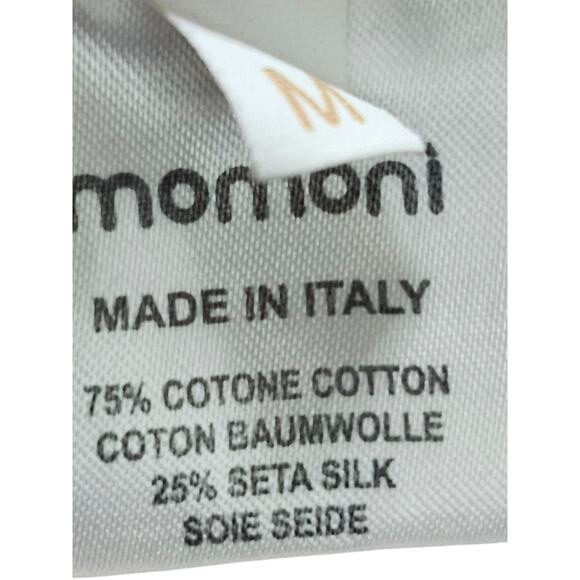 M
momoni
MADE IN ITALY
75% COTONE COTTON
COTON BAUMWOLLE
25% SETA SILK
SOIE SEIDE